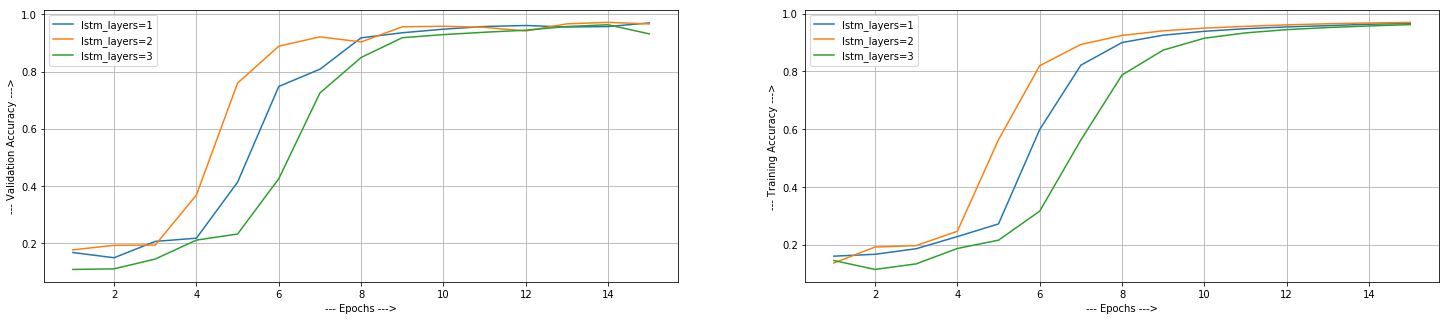 lstm_layers=1
lstm_layers=2
lstm_layers=3
1.0
0.8
0.6
0.4
0.2
--- Validation Accuracy --->
2 4 6 8 10 12 14
--- Epochs --->
lstm_layers=1
lstm_layers=2
lstm_layers=3
1.0
0.8
0.6
0.4
0.2
--- Training Accuracy --->
2 4 6 8 10 12 14
--- Epochs --->